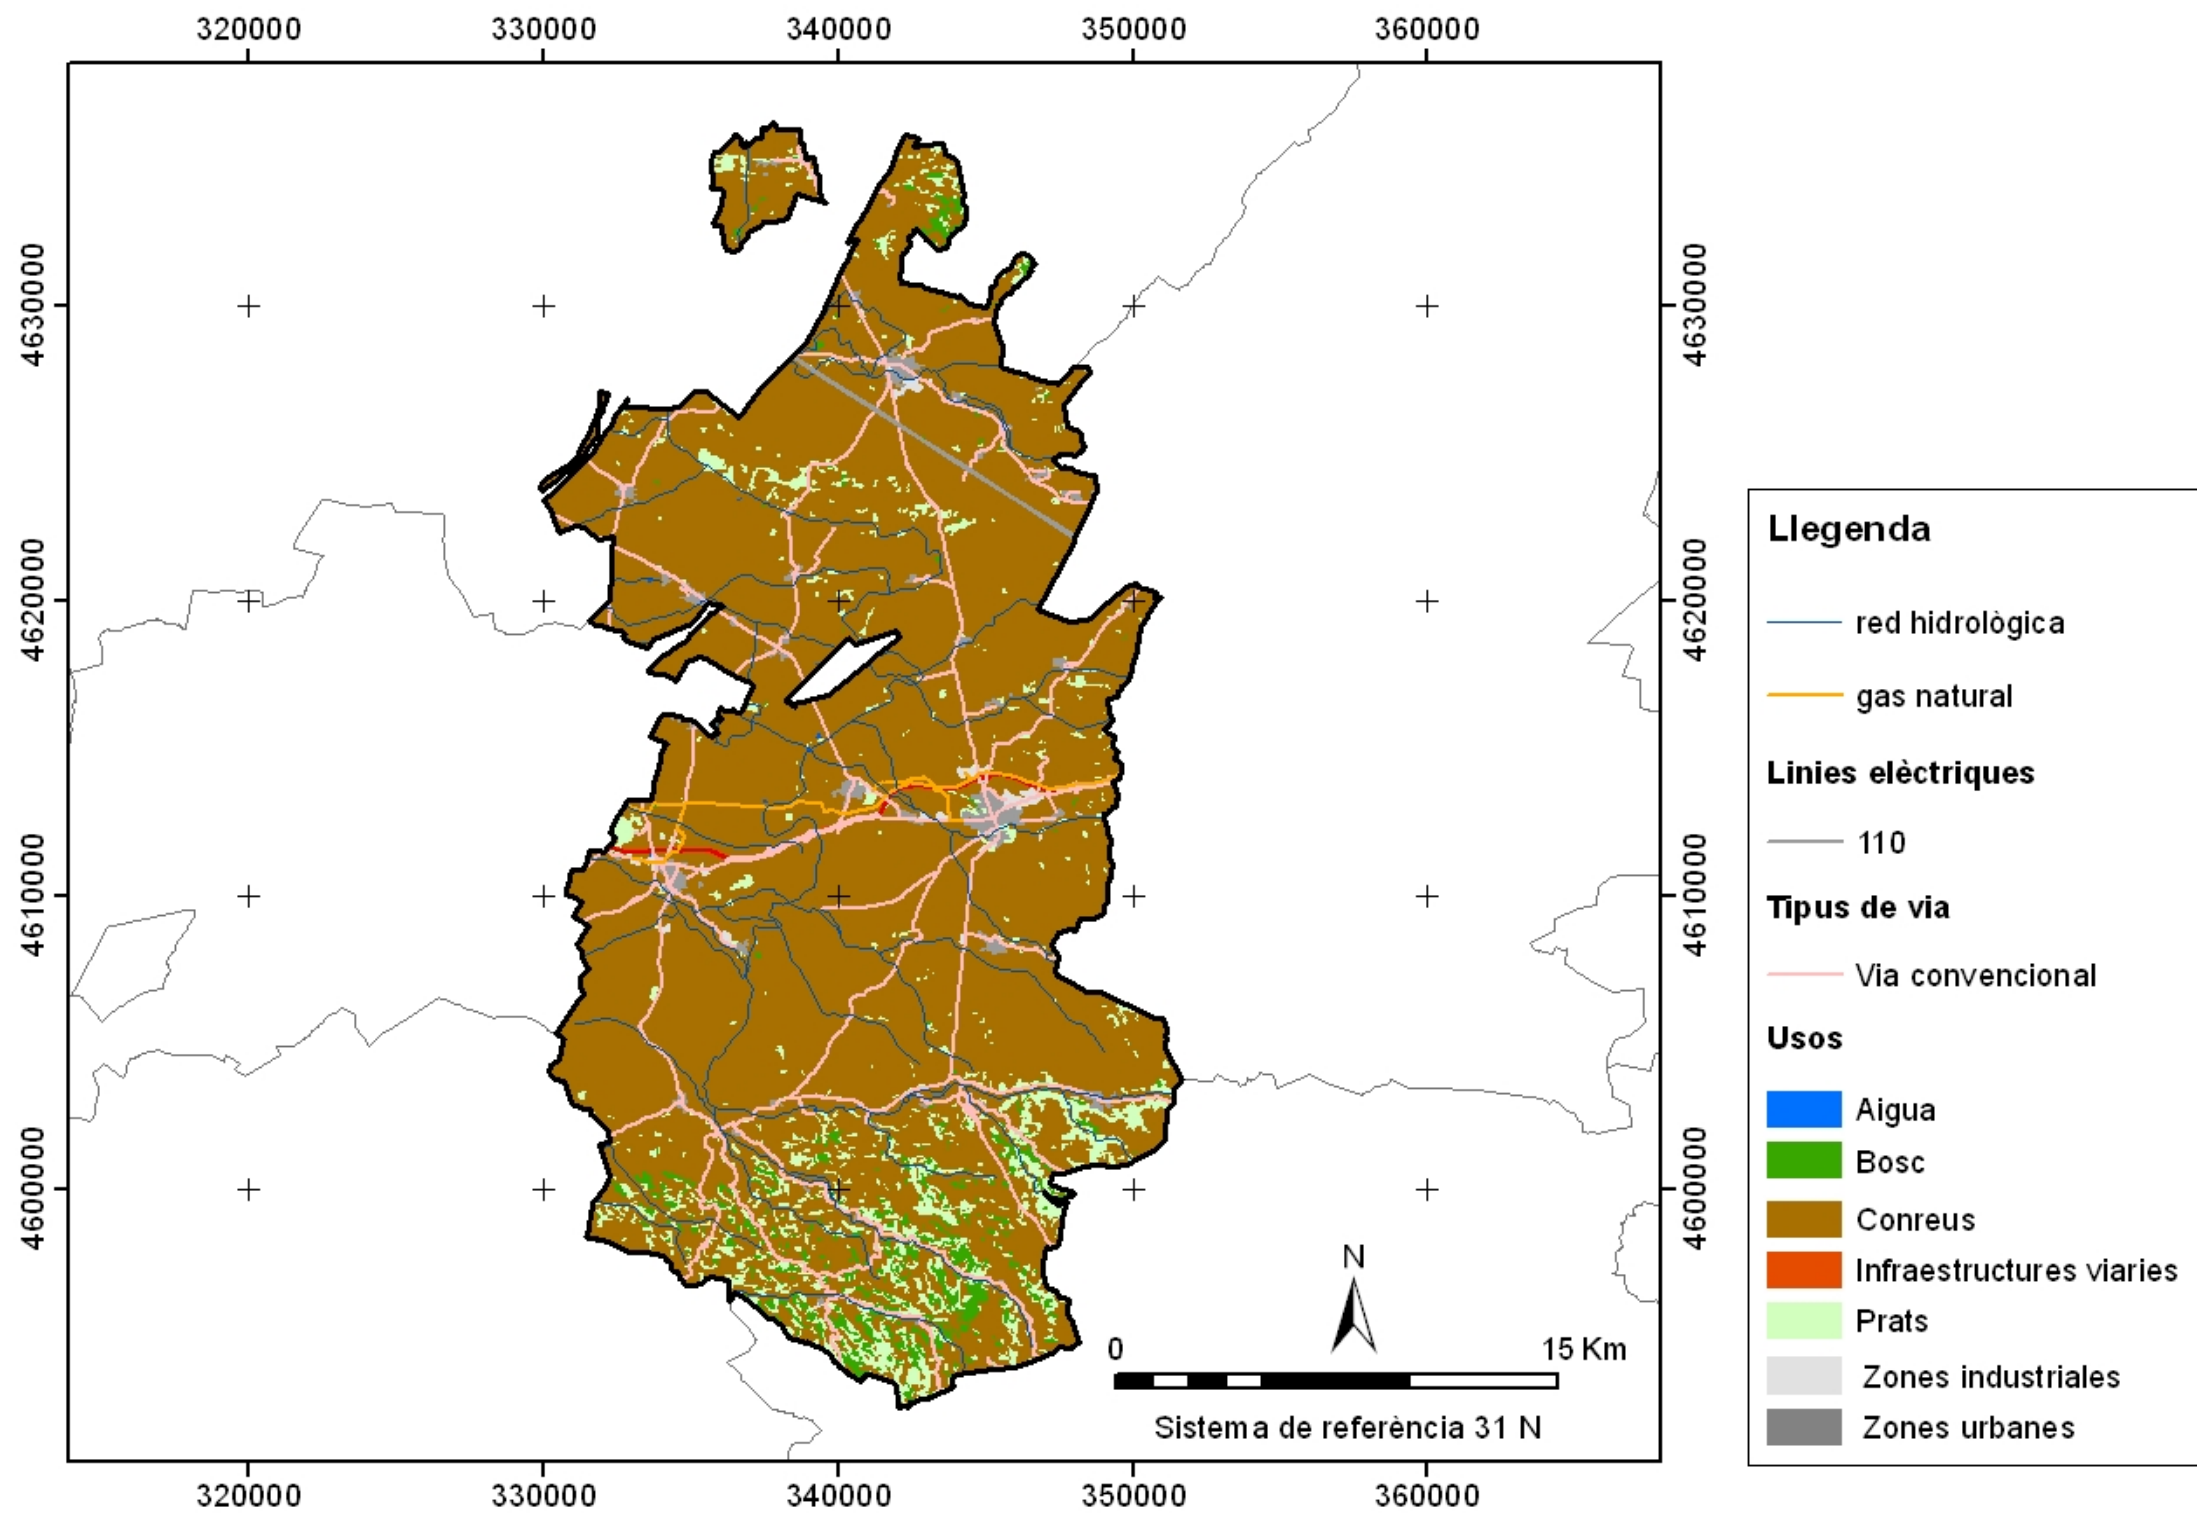 320000 330000 340000 350000 360000
4630000 4630000
4620000 4620000
4610000 4610000
4600000 4600000
Llegenda
red hidrològica
gas natural
Linies elèctriques
110
Tipus de via
Via convencional
Usos
Aigua
Bosc
Conreus
Infraestructures viaries
Prats
Zones industriales
Zones urbanes
N
0 15 Km
Sistema de referència 31 N
320000 330000 340000 350000 360000